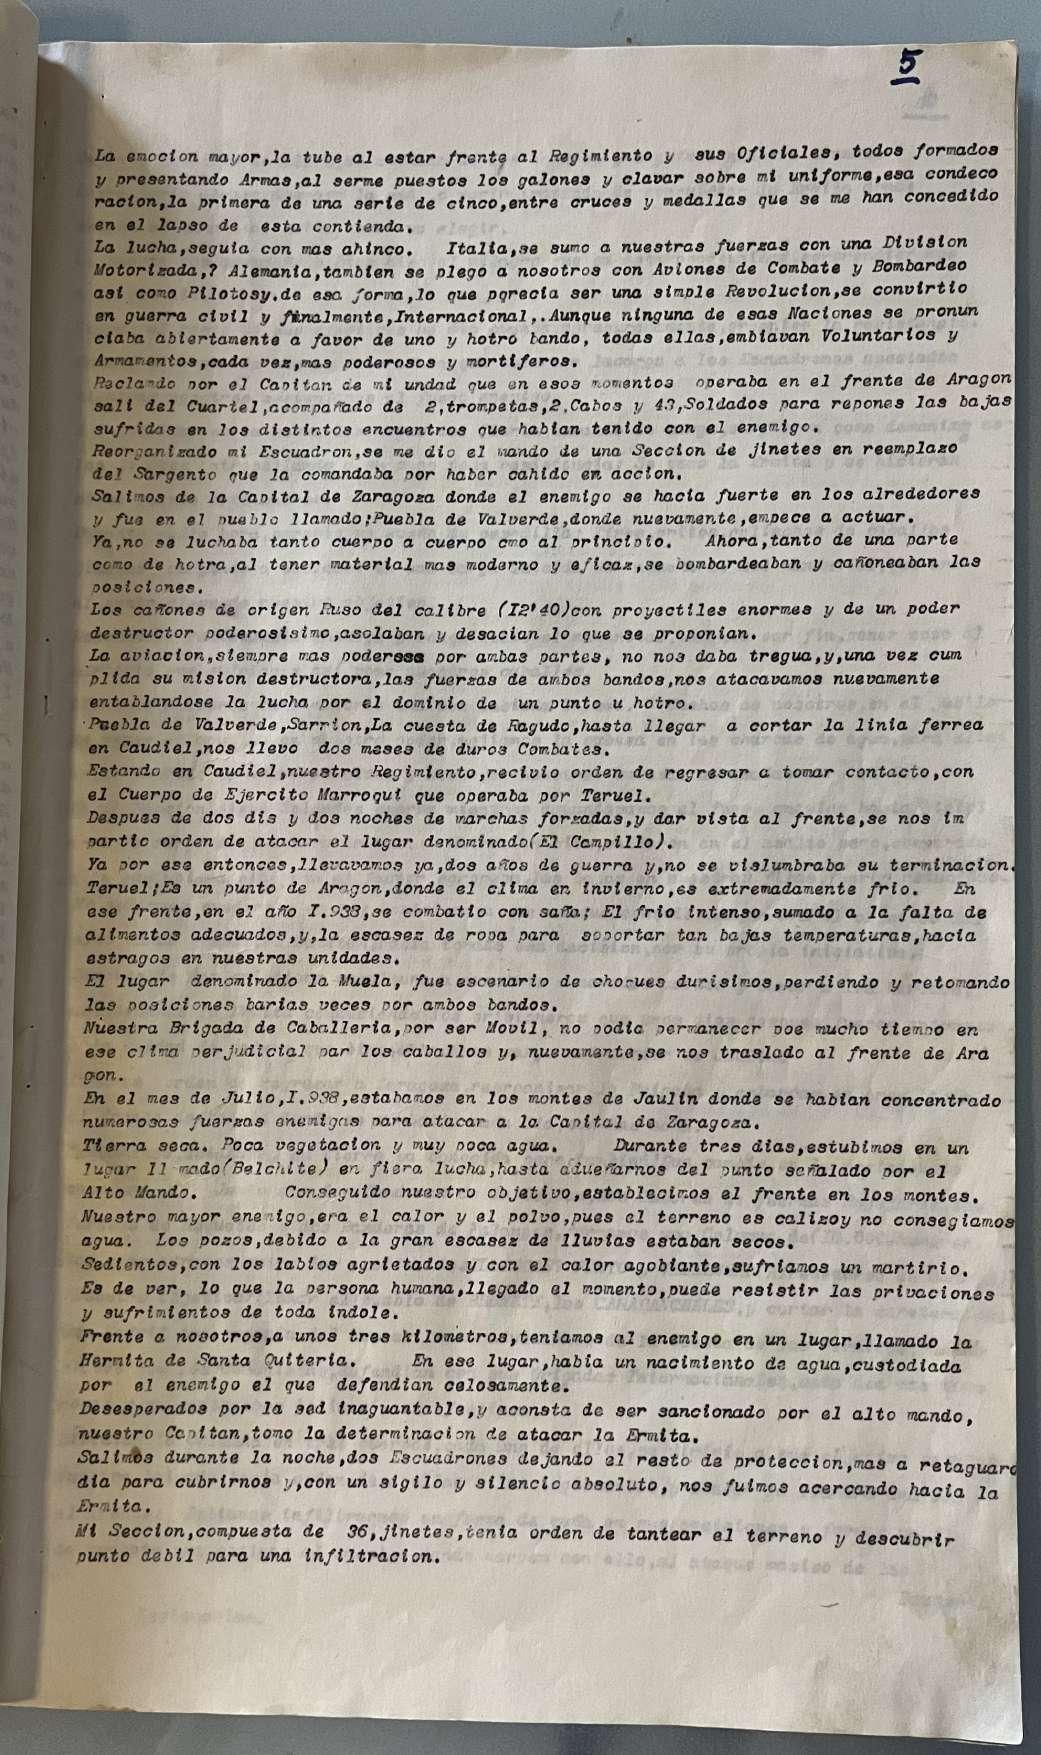 5
La emocion mayor,la tube al estar frente al Regimiento y  sus Oficiales, todos formados
y presentando Armas,al serme puestos los galones y clavar sobre mi uniforme,esa condeco
racion,la primera de una serie de cinco,entre cruces y medallas que se me han concedido
en el lapso de  esta contienda.
La lucha,seguia con mas ahinco.   Italia,se sumo a nuestras fuerzas con una Division
Motorizada,? Alemania,tambien se plego a nosotros con Aviones de Combate y Bombardeo
asi como Pilotosy.de esa forma,lo que parecia ser una simple Revolucion,se convirtio
en guerra civil y finalmente,Internacional,.Aunque ninguna de esas Naciones se pronun
ciaba abiertamente a favor de uno y hotro bando, todas ellas,embiavan Voluntarios y
Armamentos,cada vez,mas poderosos y mortiferos.
Reclamdo por el Capitan de mi undad que en esos momentos  operaba en el frente de Aragon
sali del Cuartel,acompañado de  2,trompetas,2,Cabos y 43,Soldados para repones las bajas
sufridas en los distintos encuentros que habian tenido con el enemigo.
Reorganizado mi Escuadron,se me dio el mando de una Seccion de jinetes en reemplazo
del Sargento que la comandaba por haber cahido en accion.
Salimos de la Capital de Zaragoza donde el enemigo se hacia fuerte en los alrededores
y fue en el pueblo llamado;Puebla de Valverde,donde nuevamente,empece a actuar.
Ya,no se luchaba tanto cuerpo a cuerpo cmo al principio.   Ahora,tanto de una parte
como de hotra,al tener material mas moderno y eficaz,se bombardeaban y cañoneaban las
posiciones.
Los cañones de origen Ruso del calibre (I2'40)con proyectiles enormes y de un poder
destructor poderosisimo,asolaban y desacian lo que se proponian.
La aviacion,siempre mas poderosa por ambas partes, no nos daba tregua,y,una vez cum
plida su mision destructora,las fuerzas de ambos bandos,nos atacavamos nuevamente
entablandose la lucha por el dominio de  un punto u hotro.
Puebla de Valverde,Sarrion,La cuesta de Ragudo,hasta llegar  a cortar la linia ferrea
en Caudiel,nos llevo  dos meses de duros Combates.
Estando en Caudiel,nuestro Regimiento,recivio orden de regresar a tomar contacto,con
el Cuerpo de Ejercito Marroqui que operaba por Teruel.
Despues de dos dis y dos noches de marchas forzadas,y dar vista al frente,se nos im
partio orden de atacar el lugar denominado(El Campillo).
Ya por ese entonces,llevavamos ya,dos años de guerra y,no se vislumbraba su terminacion.
Teruel;Es un punto de Aragon,donde el clima en invierno,es extremadamente frio.   En
ese frente,en el año I.938,se combatio con saña; El frio intenso,sumado a la falta de
alimentos adecuados,y,la escasez de ropa para  soportar tan bajas temperaturas,hacia
estragos en nuestras unidades.
El lugar  denominado la Muela, fue escenario de choques durisimos,perdiendo y retomando
las posiciones barias veces por ambos bandos.
Nuestra Brigada de Caballeria,por ser Movil, no podia permanecer poe mucho tiempo en
ese clima perjudicial par los caballos y, nuevamente,se nos traslado al frente de Ara
gon.
En el mes de Julio,I.938,estabamos en los montes de Jaulin donde se habian concentrado
numerosas fuerzas enemigas para atacar a la Capital de Zaragoza.
Tierra seca. Poca vegetacion y muy poca agua.     Durante tres dias,estubimos en un
lugar ll mado(Belchite) en fiera lucha,hasta adueñarnos del punto señalado por el
Alto Mando.        Conseguido nuestro objetivo,establecimos el frente en los montes.
Nuestro mayor enemigo,era el calor y el polvo,pues el terreno es calizoy no consegiamos
agua.  Los pozos,debido a la gran escasez de lluvias estaban secos.
Sedientos,con los labios agrietados y con el calor agobiante,sufriamos un martirio.
Es de ver, lo que la persona humana,llegado el momento,puede resistir las privaciones
y sufrimientos de toda indole.
Frente a nosotros,a unos tres kilometros,teniamos al enemigo en un lugar,llamado la
Hermita de Santa Quiteria.     En ese lugar,habia un nacimiento de agua,custodiada
por  el enemigo el que  defendian celosamente.
Desesperados por la sed inaguantable,y aconsta de ser sancionado por el alto mando,
nuestro Capitan,tomo la determinacion de atacar la Ermita.
Salimos durante la noche,dos Escuadrones dejando el resto de proteccion,mas a retaguard
dia para cubrirnos y,con un sigilo y silencio absoluto, nos fuimos acercando hacia la
Ermita.
Mi Seccion,compuesta de  36,jinetes,tenia orden de tantear el terreno y descubrir
punto debil para una infiltracion.